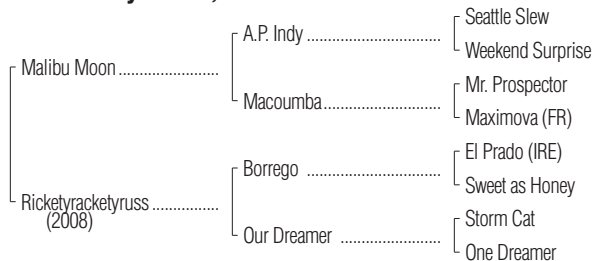 Seattle Slew
A.P. Indy ................................
Weekend Surprise
Malibu Moon ........................
Mr. Prospector
Macoumba............................
Maximova (FR)
El Prado (IRE)
Borrego ................................
Sweet as Honey
Ricketyracketyruss ................
(2008)
Storm Cat
Our Dreamer ........................
One Dreamer